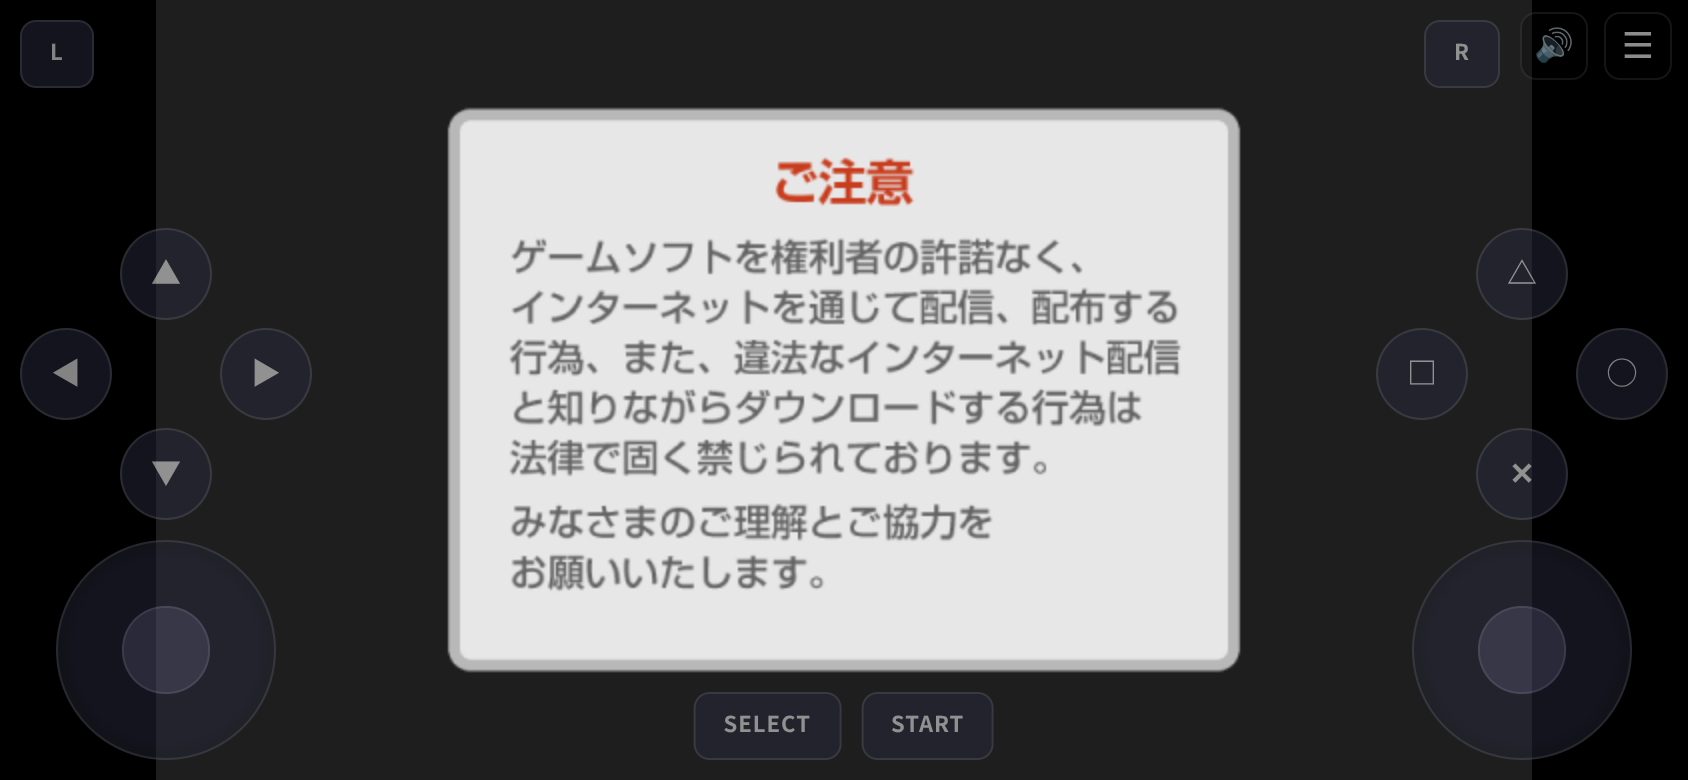 L
R
ご注意
ゲームソフトを権利者の許諾なく、
インターネットを通じて配信、配布する
行為、また、違法なインターネット配信
と知りながらダウンロードする行為は
法律で固く禁じられております。
みなさまのご理解とご協力を
お願いいたします。
SELECT
START